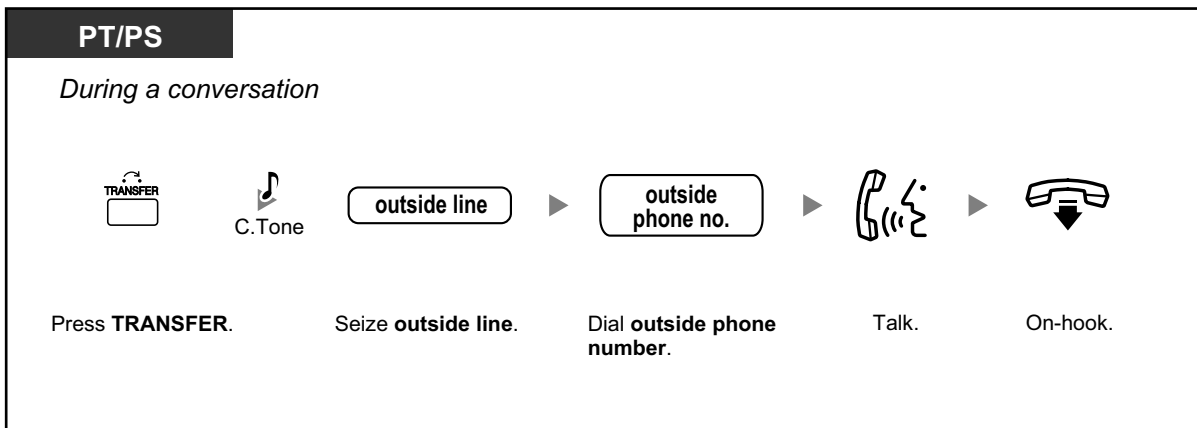 PT/PS
During a conversation
TRANSFER
C.Tone
outside line
outside
phone no.
Press TRANSFER.
Seize outside line.
Dial outside phone
number.
Talk.
On-hook.